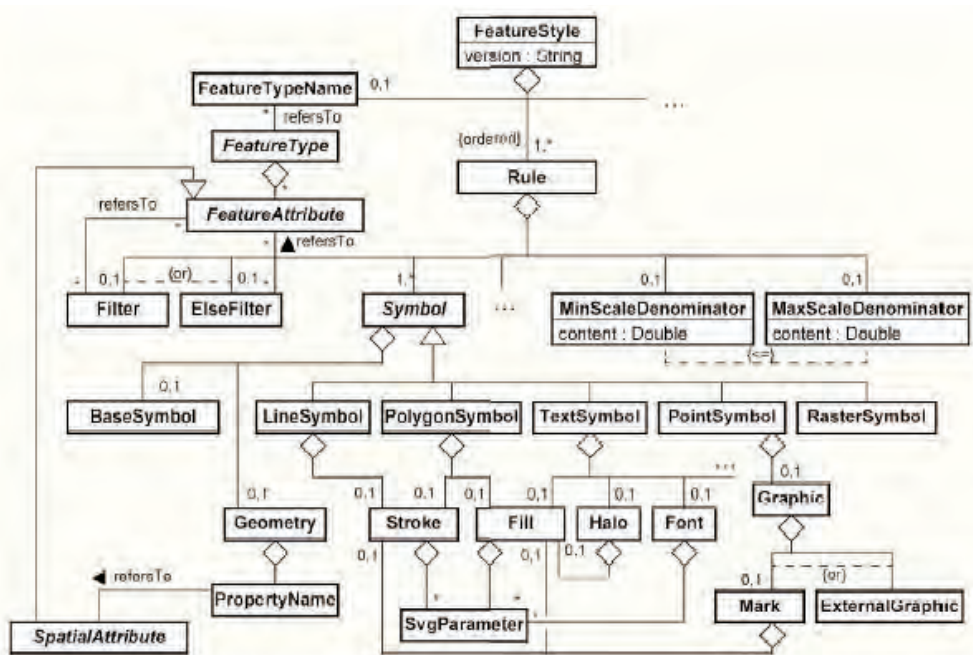 FeatureStyle
version : String
FeatureTypeName
0,1
...
*
refersTo
{ordered}
1..*
FeatureType
Rule
*
refersTo
FeatureAttribute
*
*
refersTo
0,1
{or}
0,1
*
1..*
...
0,1
0,1
Filter
ElseFilter
Symbol
MinScaleDenominator
content : Double
MaxScaleDenominator
content : Double
{<=}
0,1
BaseSymbol
LineSymbol
PolygonSymbol
TextSymbol
PointSymbol
RasterSymbol
...
0,1
0,1
0,1
0,1
0,1
0,1
0,1
0,1
Geometry
Stroke
Fill
Halo
Font
Graphic
0,1
0,1
0,1
refersTo
{or}
0,1
PropertyName
*
*
*
SvgParameter
Mark
ExternalGraphic
SpatialAttribute